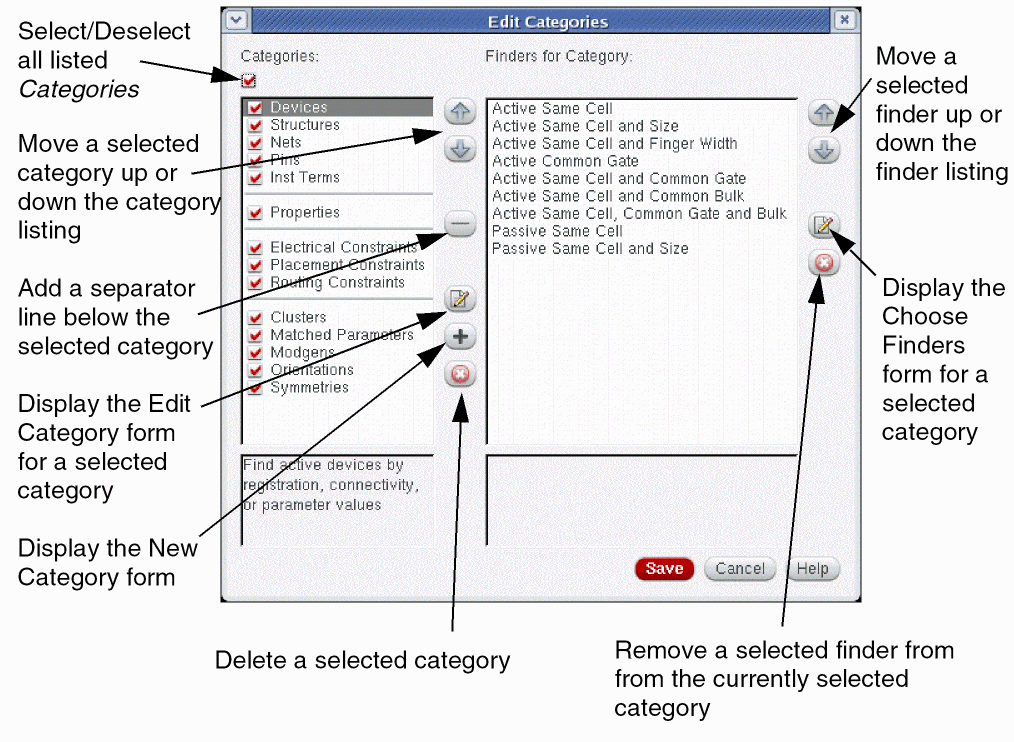 Edit Categories
Select/Deselect
all listed
Categories
Move a selected
category up or
down the category
listing
Add a separator
line below the
selected category
Display the Edit
Category form
for a selected
category
Display the New
Category form
Categories:
Devices
Structures
Nets
Pins
Inst Terms
Properties
Electrical Constraints
Placement Constraints
Routing Constraints
Clusters
Matched Parameters
Modgens
Orientations
Symmetries
Find active devices by
registration, connectivity,
or parameter values
Finders for Category:
Active Same Cell
Active Same Cell and Size
Active Same Cell and Finger Width
Active Common Gate
Active Same Cell and Common Gate
Active Same Cell and Common Bulk
Active Same Cell, Common Gate and Bulk
Passive Same Cell
Passive Same Cell and Size
Save
Cancel
Help
Move a
selected
finder up or
down the
finder listing
Display the
Choose
Finders
form for a
selected
category
Delete a selected category
Remove a selected finder from
from the currently selected
category